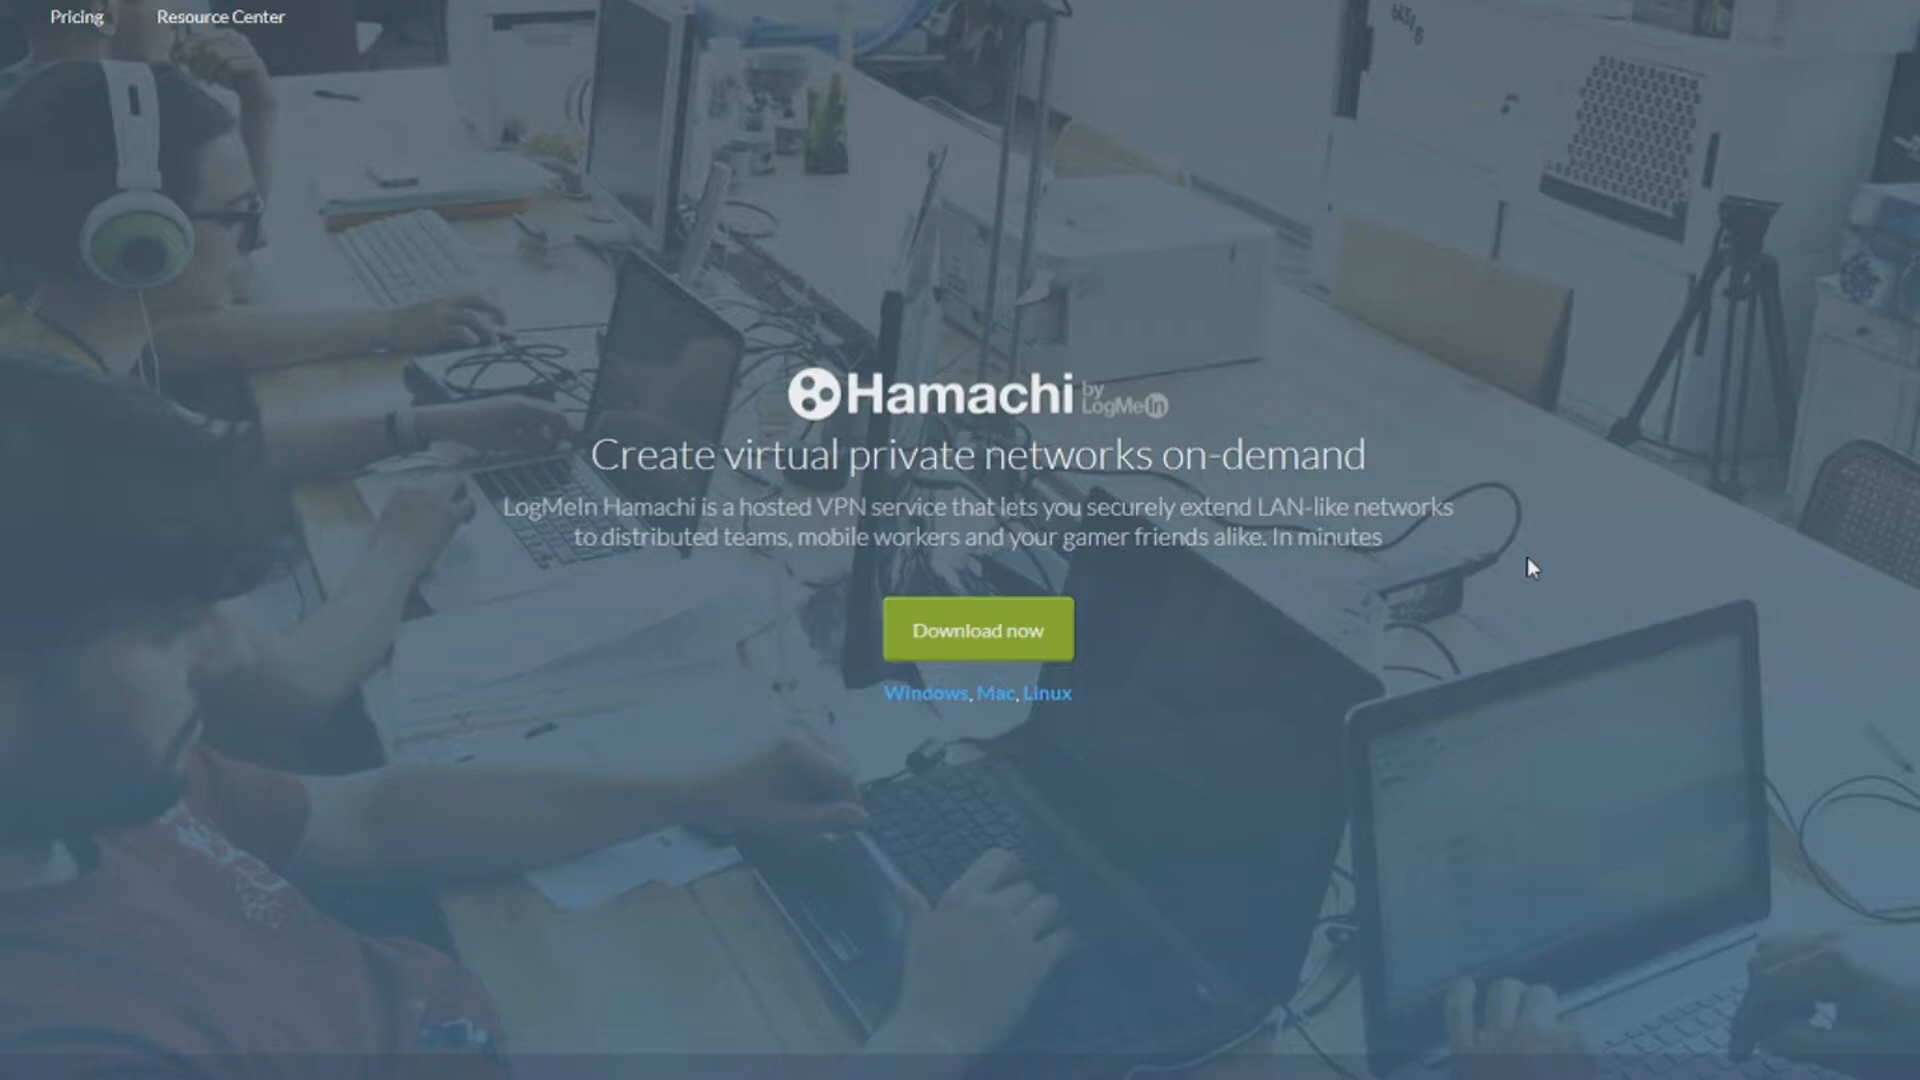 Pricing
Resource Center
Hamachi by LogMeIn
Create virtual private networks on-demand
LogMeIn Hamachi is a hosted VPN service that lets you securely extend LAN-like networks
to distributed teams, mobile workers and your gamer friends alike. In minutes
Download now
Windows, Mac, Linux